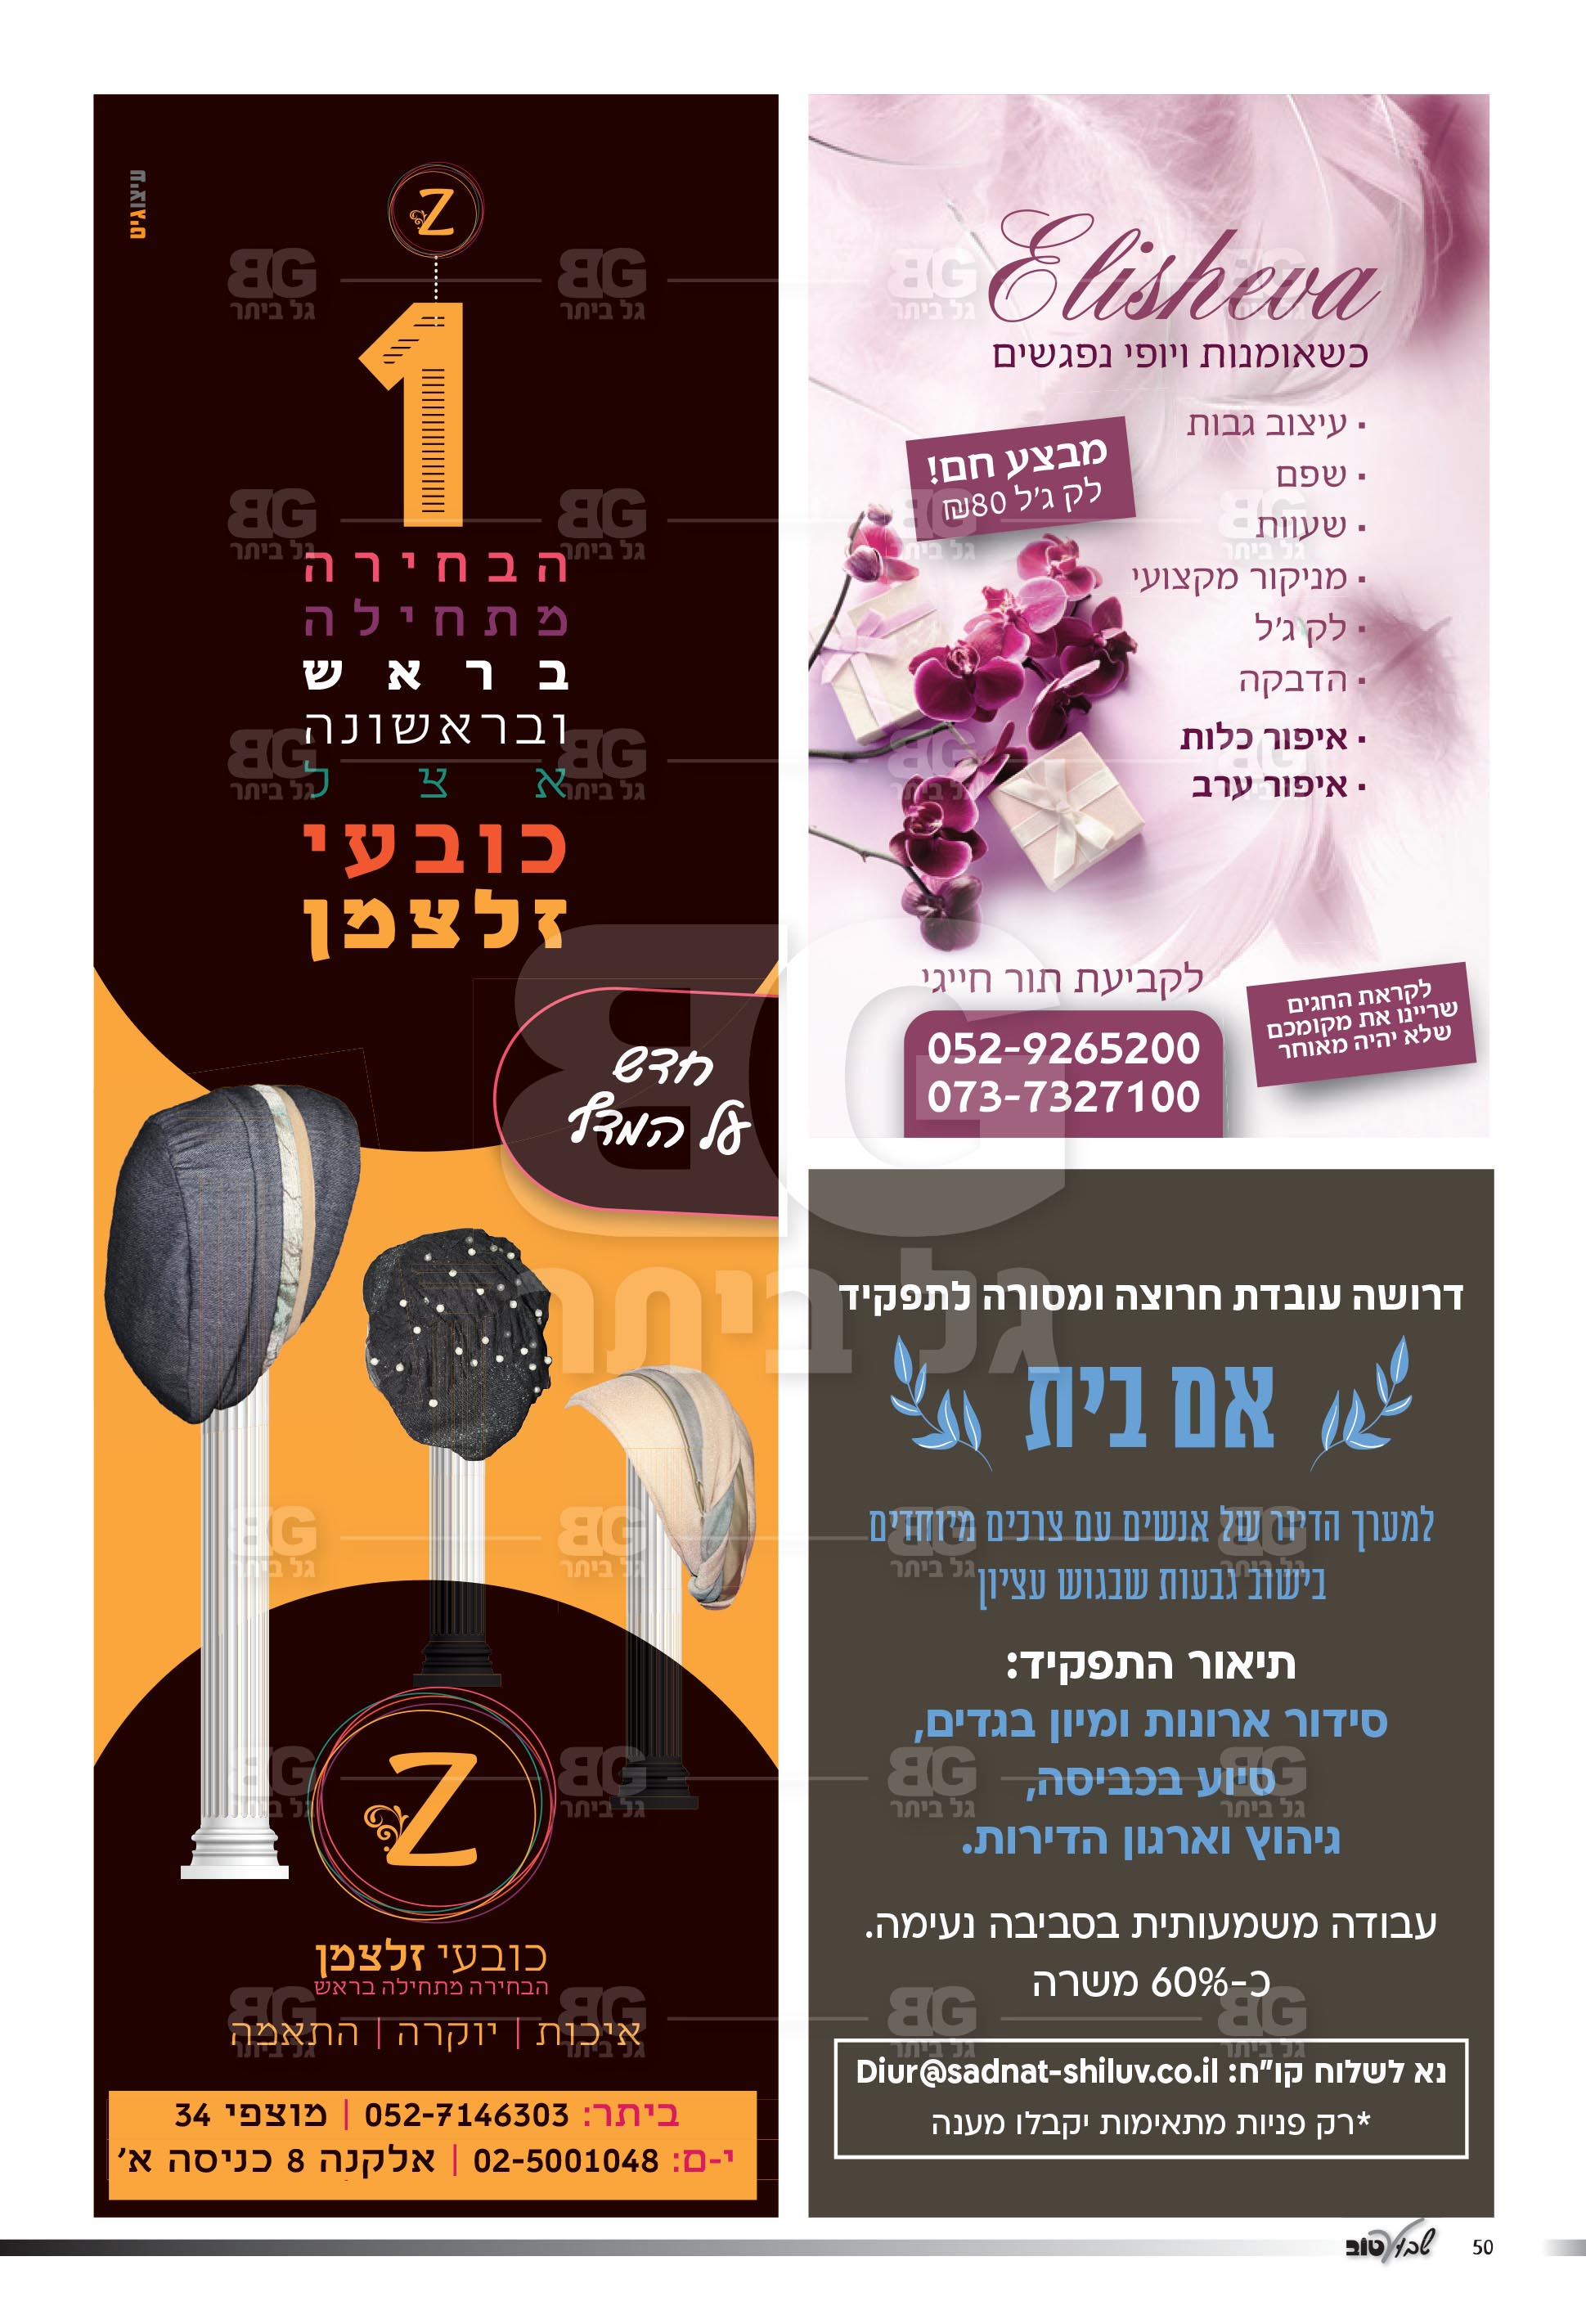 Elisheva
כשאומנות ויופי נפגשים
· עיצוב גבות
· שפם
· שעווה
· מניקור מקצועי
· לק ג'ל
· הדבקה
· איפור כלות
· איפור ערב
מבצע חם!
לק ג'ל 80₪
לקביעת תור חייגי
052-9265200
073-7327100
לקראת החגים
שריינו את מקומכם
שלא יהיה מאוחר
דרושה עובדת חרוצה ומסורה לתפקיד
אם בית
למערך הדיור של אנשים עם צרכים מיוחדים
בישוב גבעות שבגוש עציון
תיאור התפקיד:
סידור ארונות ומיון בגדים,
סיוע בכביסה,
גיהוץ וארגון הדירות.
עבודה משמעותית בסביבה נעימה.
כ-60% משרה
נא לשלוח קו"ח: Diur@sadnat-shiluv.co.il
*רק פניות מתאימות יקבלו מענה
עיצוגיט
Z
1
הבחירה
מתחילה
בראש
ובראשונה
אצל
כובעי
זלצמן
חדש
על המדף
Z
כובעי זלצמן
הבחירה מתחילה בראש
איכות | יוקרה | התאמה
ביתר: 052-7146303 | מוצפי 34
י-ם: 02-5001048 | אלקנה 8 כניסה א'
BG
גל ביתר
שבוע טוב
50